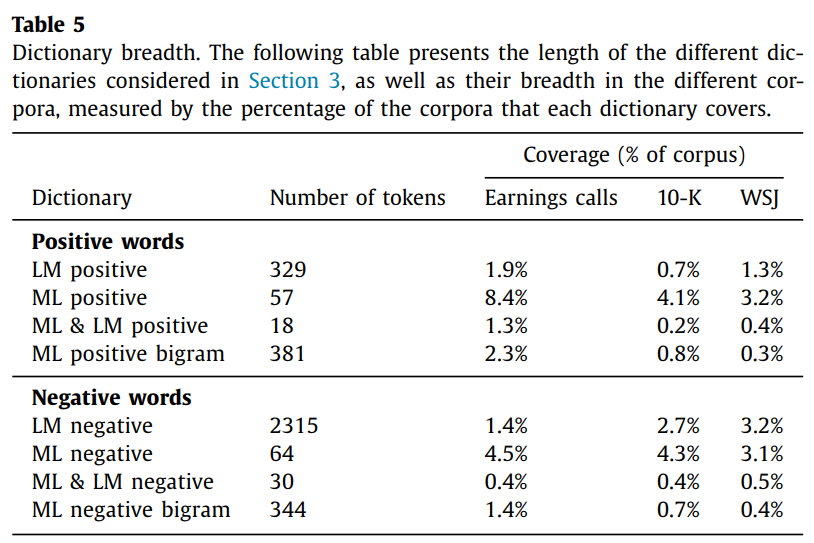 Table 5
Dictionary breadth. The following table presents the length of the different dic-
tionaries considered in Section 3, as well as their breadth in the different cor-
pora, measured by the percentage of the corpora that each dictionary covers.
Coverage (% of corpus)
Dictionary Number of tokens Earnings calls 10-K WSJ
Positive words
LM positive 329 1.9% 0.7% 1.3%
ML positive 57 8.4% 4.1% 3.2%
ML & LM positive 18 1.3% 0.2% 0.4%
ML positive bigram 381 2.3% 0.8% 0.3%
Negative words
LM negative 2315 1.4% 2.7% 3.2%
ML negative 64 4.5% 4.3% 3.1%
ML & LM negative 30 0.4% 0.4% 0.5%
ML negative bigram 344 1.4% 0.7% 0.4%